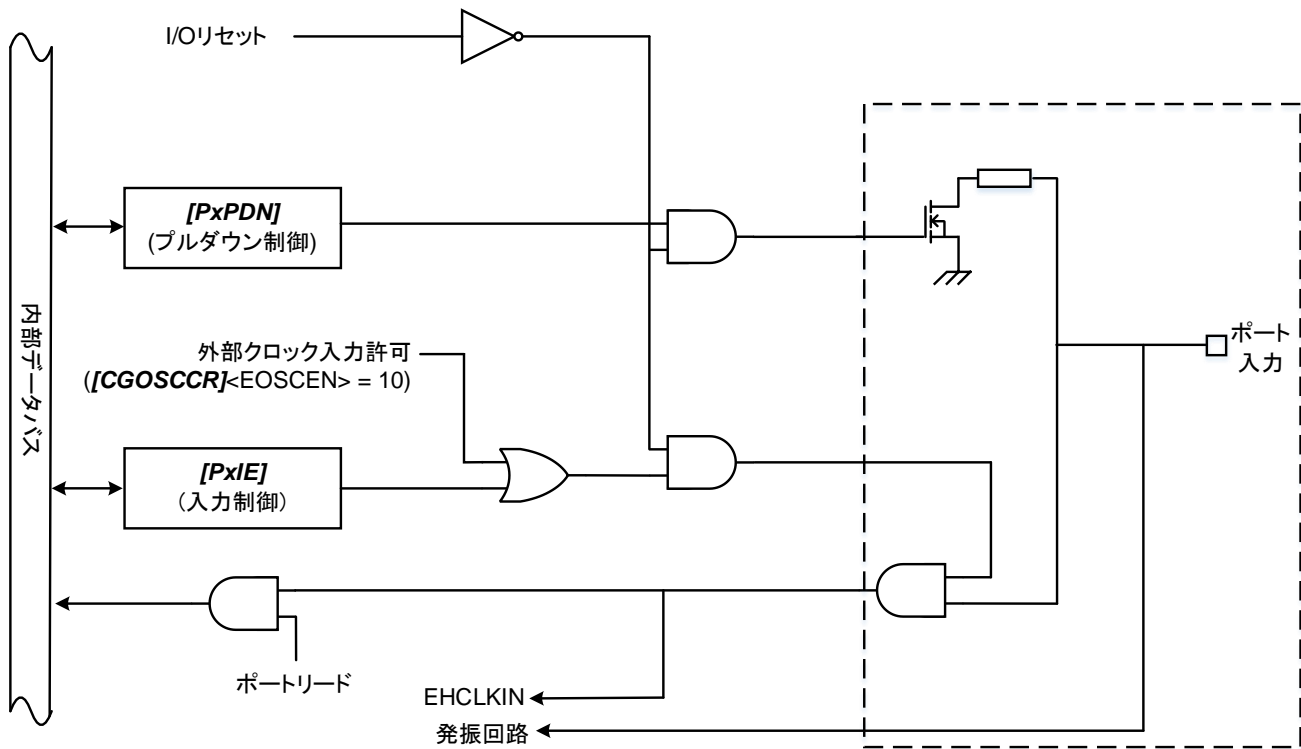 I/Oリセット
[PxPDN]
(プルダウン制御)
外部クロック入力許可
([CGOSCCR]<EOSCEN> = 10)
内部データバス
[PxIE]
(入力制御)
ポート
入力
ポートリード
EHCLKIN
発振回路